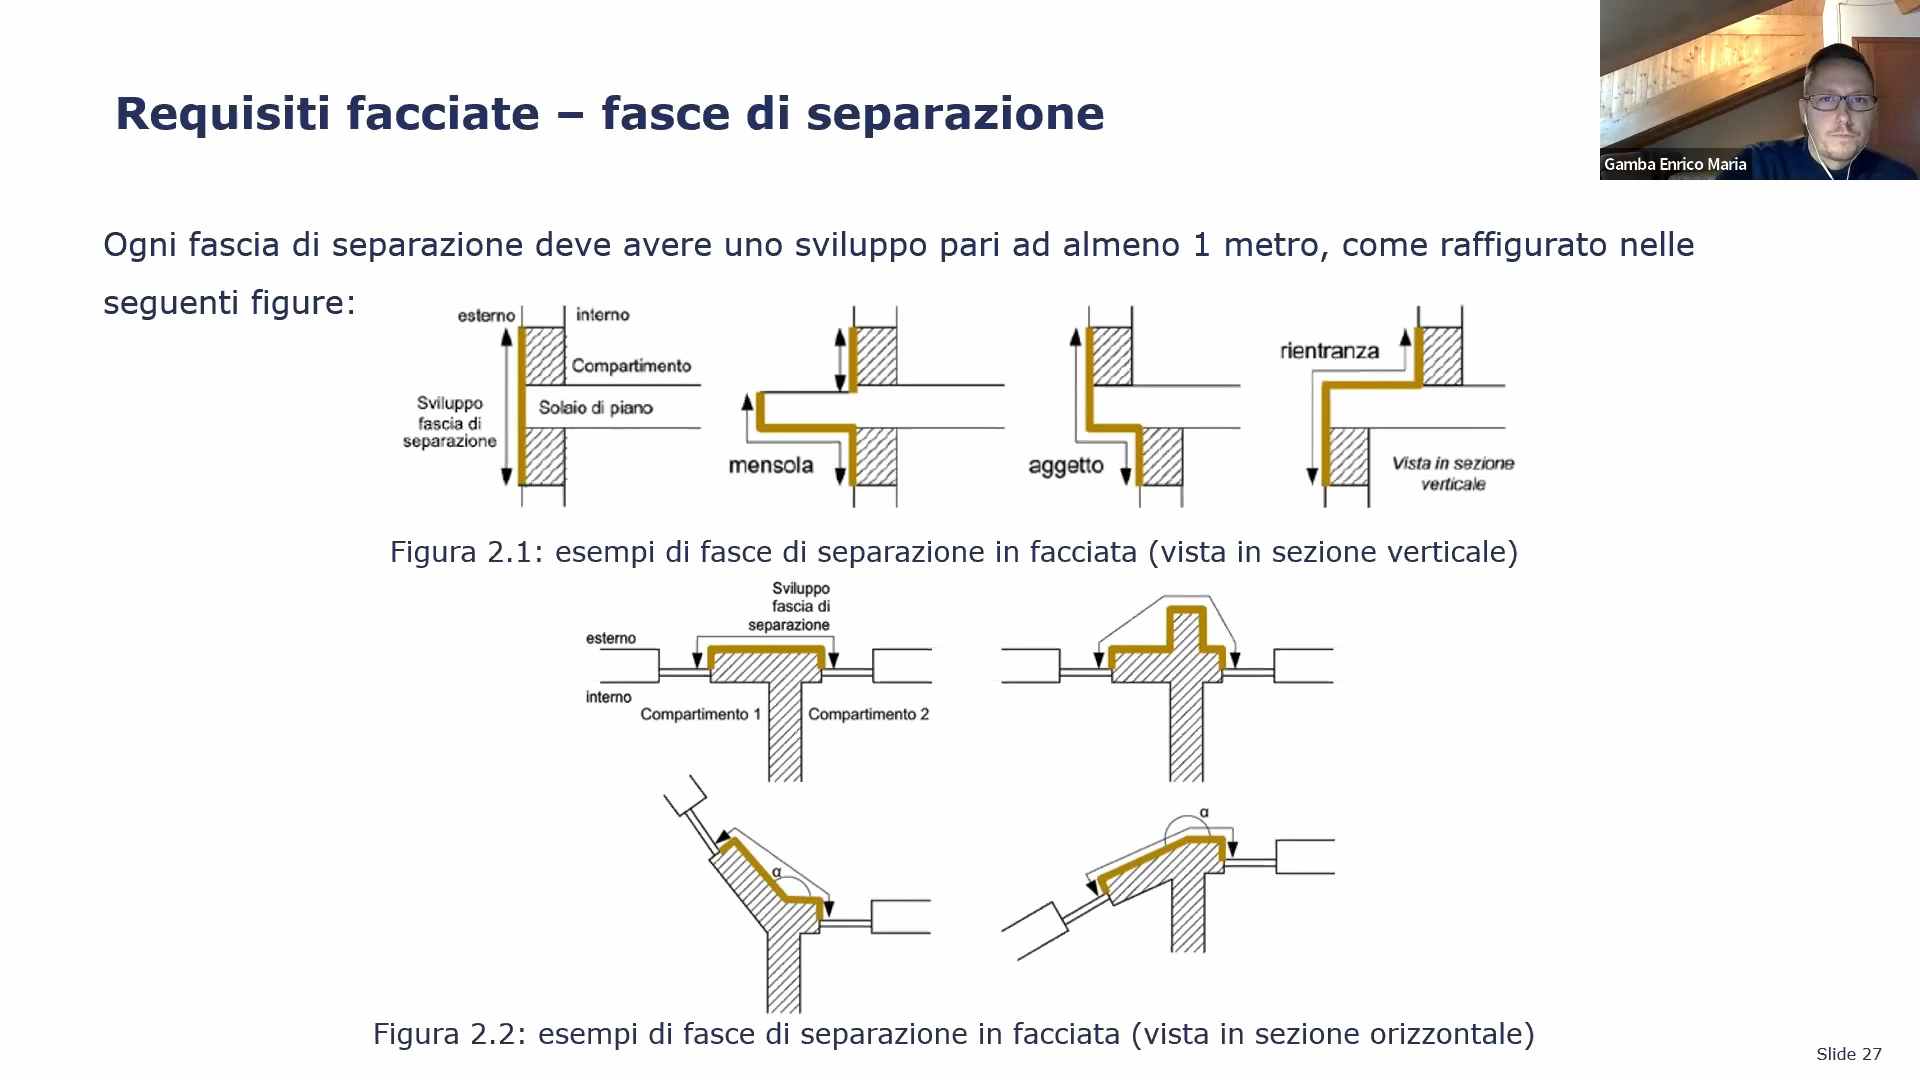 Requisiti facciate – fasce di separazione
Gamba Enrico Maria
Ogni fascia di separazione deve avere uno sviluppo pari ad almeno 1 metro, come raffigurato nelle
seguenti figure:
esterno
interno
Compartimento
Sviluppo
fascia di
separazione
Solaio di piano
mensola
aggetto
rientranza
Vista in sezione
verticale
Figura 2.1: esempi di fasce di separazione in facciata (vista in sezione verticale)
Sviluppo
fascia di
separazione
esterno
interno
Compartimento 1
Compartimento 2
α
α
Figura 2.2: esempi di fasce di separazione in facciata (vista in sezione orizzontale)
Slide 27